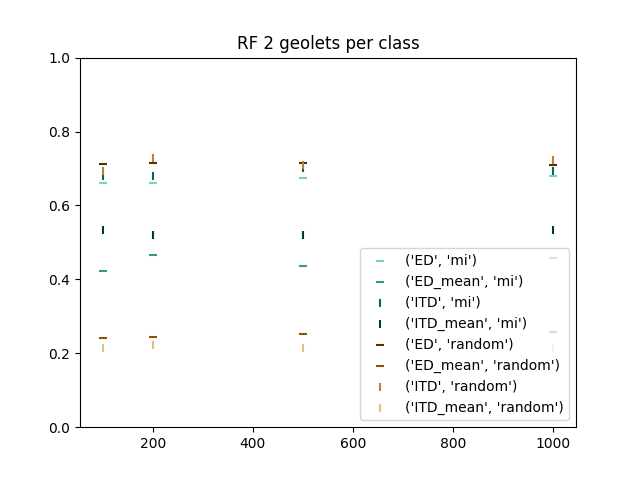 RF 2 geolets per class
1.0
0.8
0.6
0.4
0.2
0.0
200
400
600
800
1000
('ED', 'mi')
('ED_mean', 'mi')
('ITD', 'mi')
('ITD_mean', 'mi')
('ED', 'random')
('ED_mean', 'random')
('ITD', 'random')
('ITD_mean', 'random')